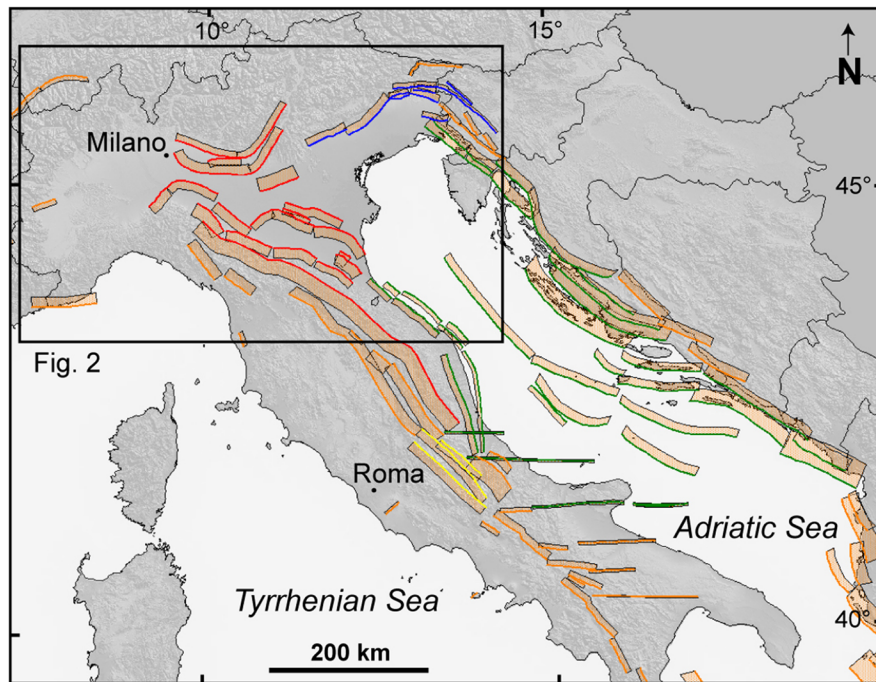 10°
15°
N
Milano
45°
Fig. 2
Roma
Adriatic Sea
Tyrrhenian Sea
40°
200 km